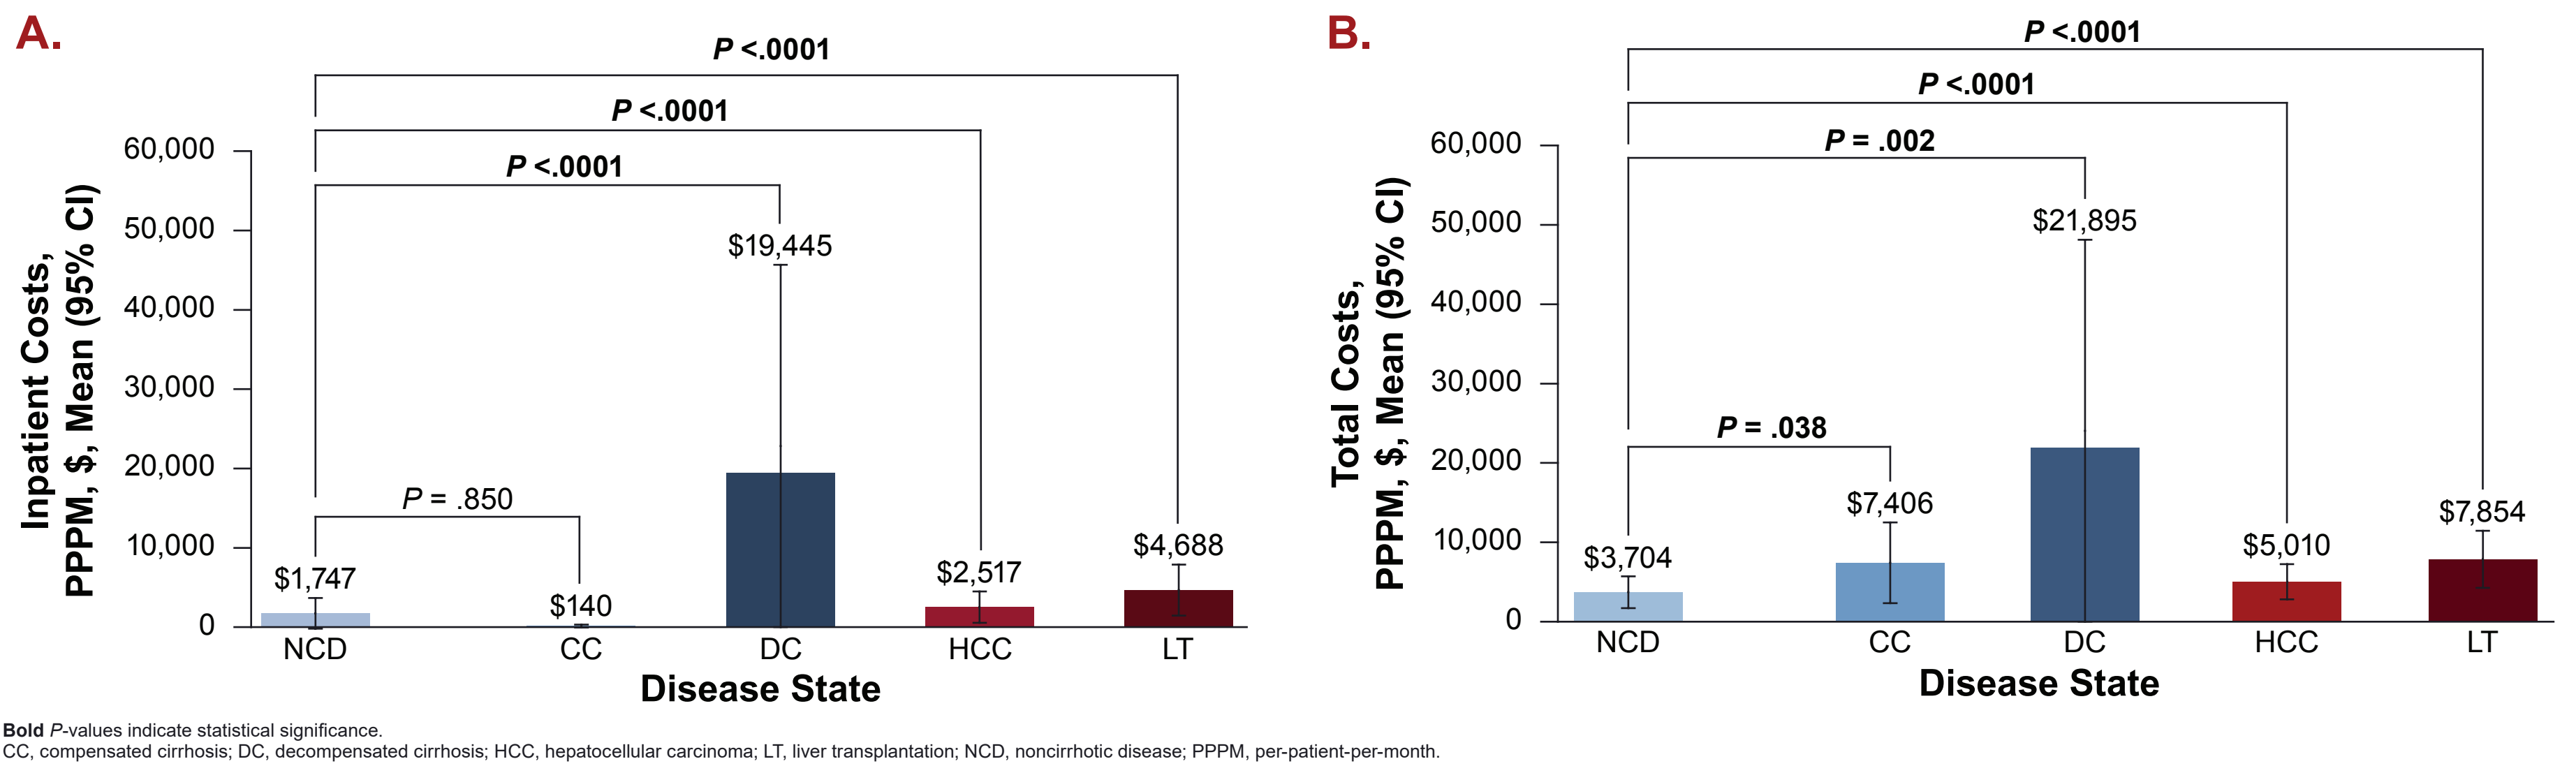 A.
P <.0001
P <.0001
P <.0001
60,000
50,000
40,000
30,000
20,000
10,000
0
Inpatient Costs,
PPPM, $, Mean (95% CI)
$19,445
P = .850
$1,747
$140
$2,517
$4,688
NCD
CC
DC
HCC
LT
Disease State
B.
P <.0001
P <.0001
P = .002
60,000
50,000
40,000
30,000
20,000
10,000
0
Total Costs,
PPPM, $, Mean (95% CI)
$21,895
P = .038
$3,704
$7,406
$5,010
$7,854
NCD
CC
DC
HCC
LT
Disease State
Bold P-values indicate statistical significance.
CC, compensated cirrhosis; DC, decompensated cirrhosis; HCC, hepatocellular carcinoma; LT, liver transplantation; NCD, noncirrhotic disease; PPPM, per-patient-per-month.